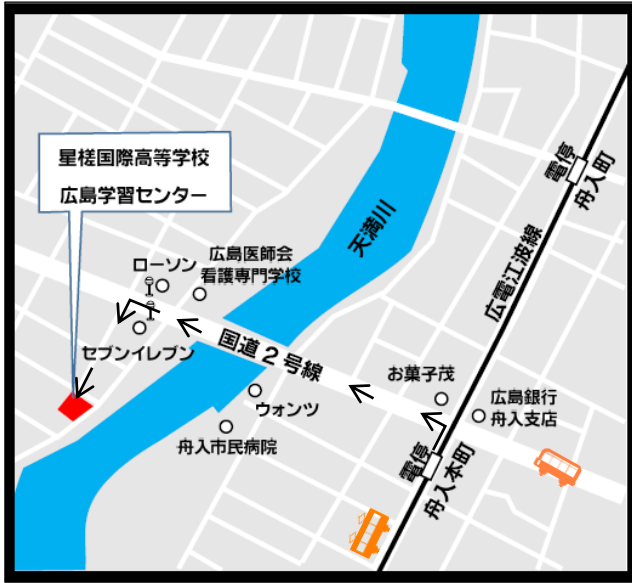 星槎国際高等学校
広島学習センター
天満川
電停
舟入町
広電江波線
ローソン
広島医師会
看護専門学校
セブンイレブン
国道2号線
お菓子茂
広島銀行
舟入支店
ウォンツ
舟入市民病院
電停
舟入本町